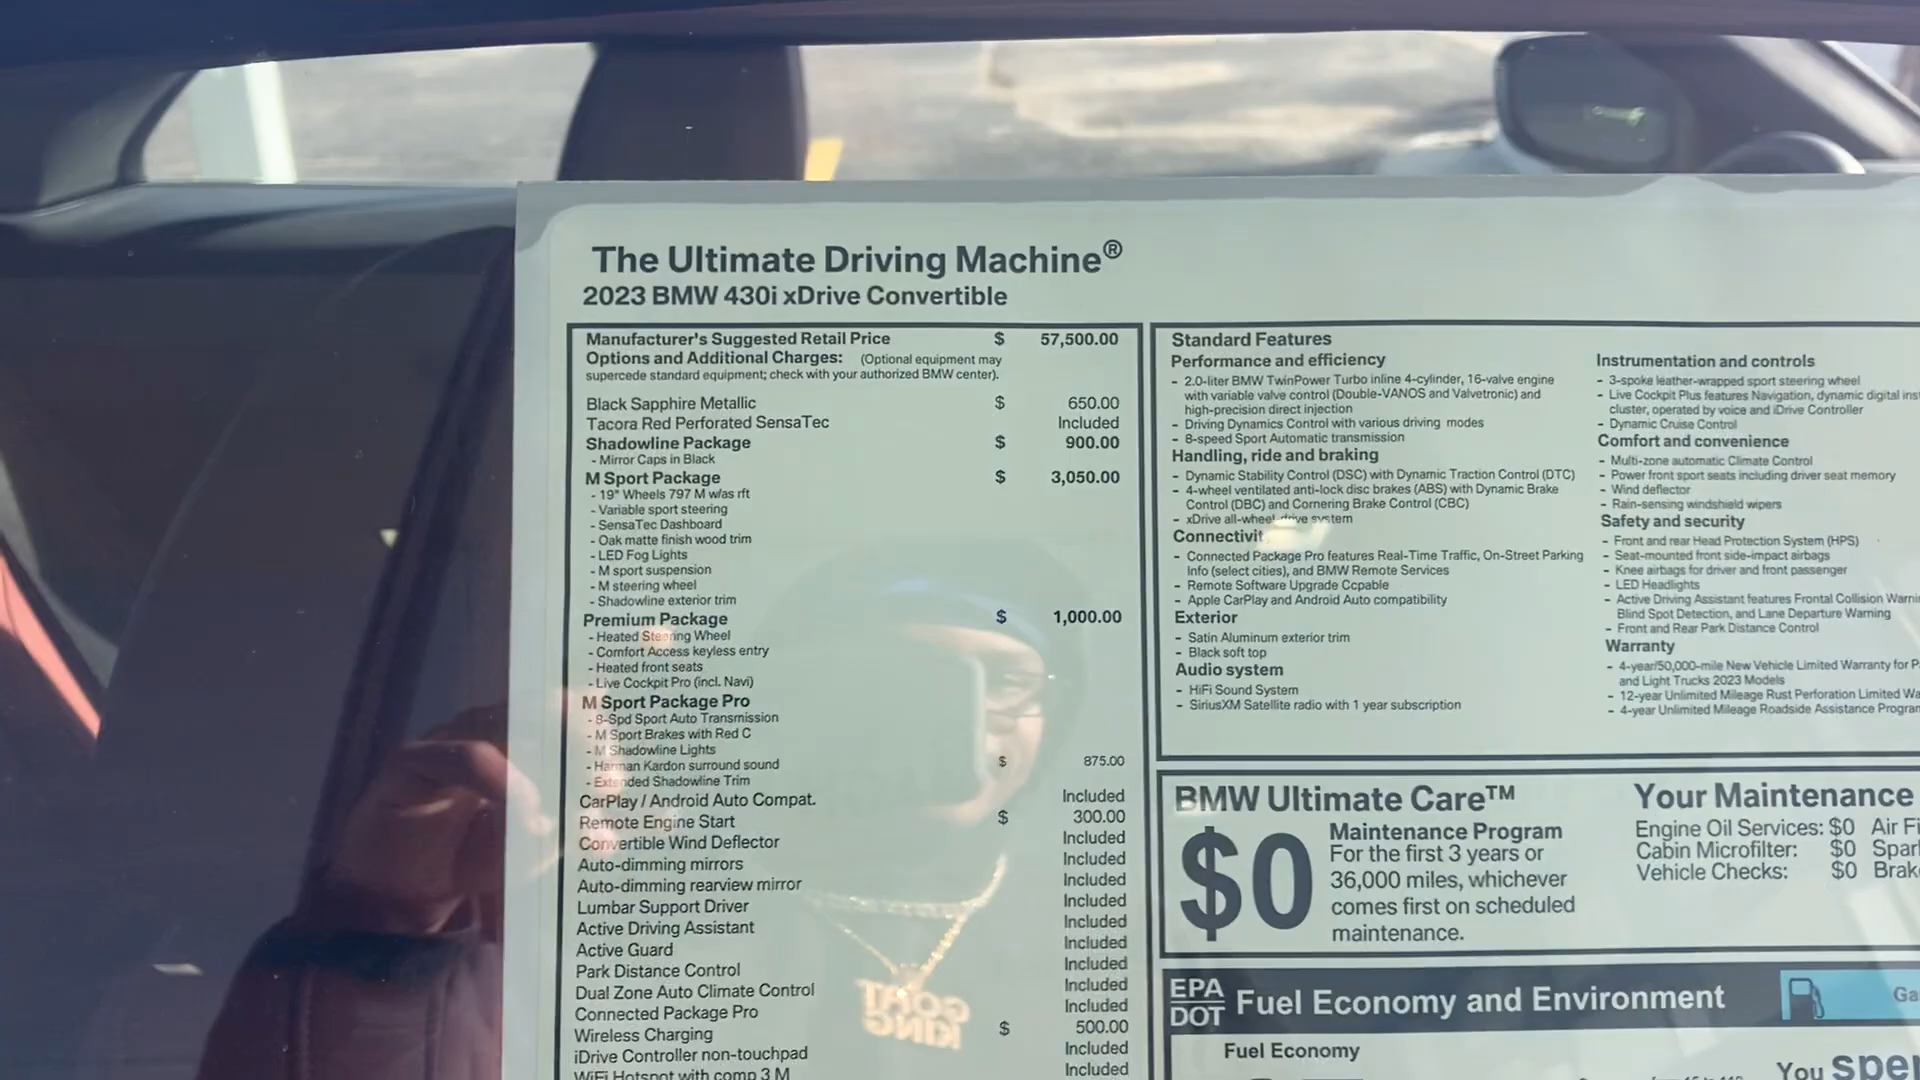 The Ultimate Driving Machine®
2023 BMW 430i xDrive Convertible
Manufacturer's Suggested Retail Price $ 57,500.00
Options and Additional Charges: (Optional equipment may
supercede standard equipment; check with your authorized BMW center).
Black Sapphire Metallic $ 650.00
Tacora Red Perforated SensaTec Included
Shadowline Package $ 900.00
- Mirror Caps in Black
M Sport Package $ 3,050.00
- 19" Wheels 797 M w/as rft
- Variable sport steering
- SensaTec Dashboard
- Oak matte finish wood trim
- LED Fog Lights
- M sport suspension
- M steering wheel
- Shadowline exterior trim
Premium Package $ 1,000.00
- Heated Steering Wheel
- Comfort Access keyless entry
- Heated front seats
- Live Cockpit Pro (incl. Navi)
M Sport Package Pro
- 8-Spd Sport Auto Transmission
- M Sport Brakes with Red C
- M Shadowline Lights
- Harman Kardon surround sound $ 875.00
- Extended Shadowline Trim
CarPlay / Android Auto Compat. Included
Remote Engine Start $ 300.00
Convertible Wind Deflector Included
Auto-dimming mirrors Included
Auto-dimming rearview mirror Included
Lumbar Support Driver Included
Active Driving Assistant Included
Active Guard Included
Park Distance Control Included
Dual Zone Auto Climate Control Included
Connected Package Pro Included
Wireless Charging $ 500.00
iDrive Controller non-touchpad Included
WiFi Hotspot with comp 3 M Included
Standard Features
Performance and efficiency
- 2.0-liter BMW TwinPower Turbo inline 4-cylinder, 16-valve engine
with variable valve control (Double-VANOS and Valvetronic) and
high-precision direct injection
- Driving Dynamics Control with various driving modes
- 8-speed Sport Automatic transmission
Handling, ride and braking
- Dynamic Stability Control (DSC) with Dynamic Traction Control (DTC)
- 4-wheel ventilated anti-lock disc brakes (ABS) with Dynamic Brake
Control (DBC) and Cornering Brake Control (CBC)
- xDrive all-wheel-drive system
Connectivit
- Connected Package Pro features Real-Time Traffic, On-Street Parking
Info (select cities), and BMW Remote Services
- Remote Software Upgrade Ccpable
- Apple CarPlay and Android Auto compatibility
Exterior
- Satin Aluminum exterior trim
- Black soft top
Audio system
- HiFi Sound System
- SiriusXM Satellite radio with 1 year subscription
Instrumentation and controls
- 3-spoke leather-wrapped sport steering wheel
- Live Cockpit Plus features Navigation, dynamic digital ins
cluster, operated by voice and iDrive Controller
- Dynamic Cruise Control
Comfort and convenience
- Multi-zone automatic Climate Control
- Power front sport seats including driver seat memory
- Wind deflector
- Rain-sensing windshield wipers
Safety and security
- Front and rear Head Protection System (HPS)
- Seat-mounted front side-impact airbags
- Knee airbags for driver and front passenger
- LED Headlights
- Active Driving Assistant features Frontal Collision Warni
Blind Spot Detection, and Lane Departure Warning
- Front and Rear Park Distance Control
Warranty
- 4-year/50,000-mile New Vehicle Limited Warranty for P
and Light Trucks 2023 Models
- 12-year Unlimited Mileage Rust Perforation Limited Wa
- 4-year Unlimited Mileage Roadside Assistance Program
BMW Ultimate Care™
$0
Maintenance Program
For the first 3 years or
36,000 miles, whichever
comes first on scheduled
maintenance.
Your Maintenance
Engine Oil Services: $0 Air Fi
Cabin Microfilter: $0 Spar
Vehicle Checks: $0 Brak
EPA
DOT Fuel Economy and Environment
Ga
Fuel Economy
You spe
GOAT
KING